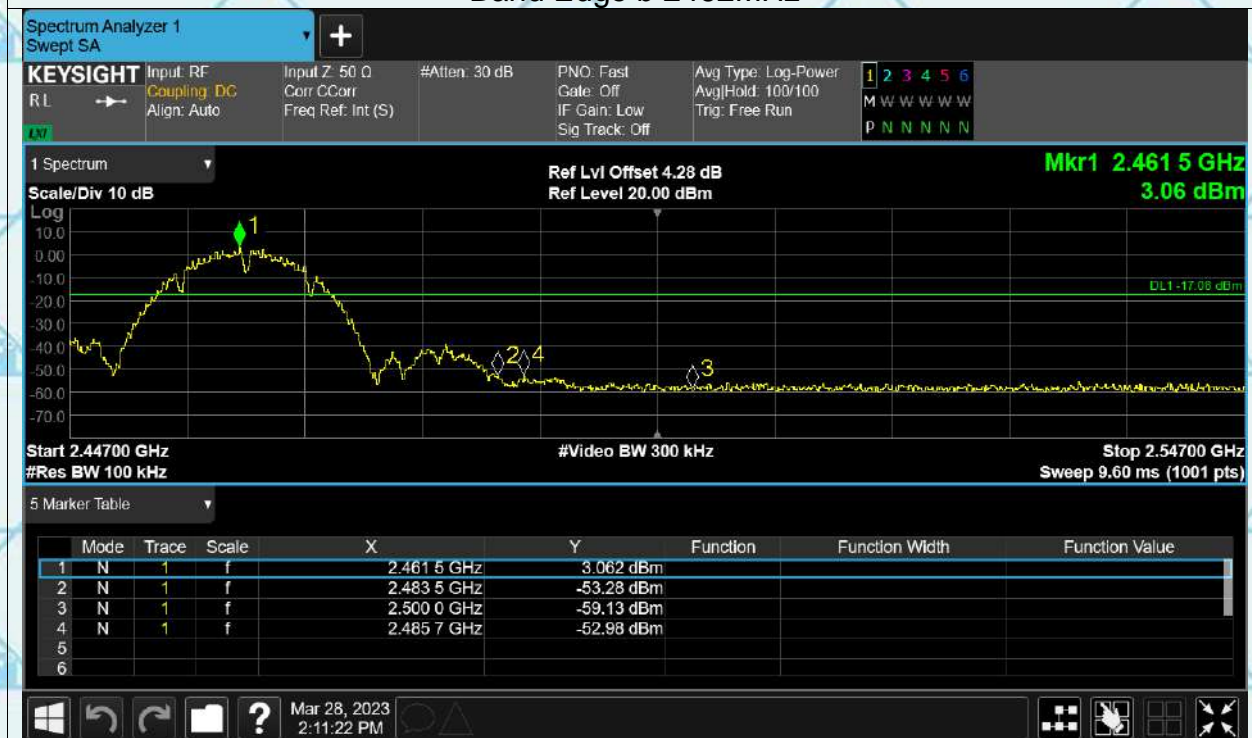 Spectrum Analyzer 1
Swept SA
+
KEYSIGHT Input: RF Input Z: 50 Ω #Atten: 30 dB PNO: Fast Avg Type: Log-Power 1 2 3 4 5 6
RL Coupling: DC Corr CCorr Gate: Off Avg|Hold: 100/100 M W W W W W
Align: Auto Freq Ref: Int (S) IF Gain: Low Trig: Free Run
LXI Sig Track: Off P N N N N N
1 Spectrum Ref Lvl Offset 4.28 dB Mkr1 2.461 5 GHz
Scale/Div 10 dB Ref Level 20.00 dBm 3.06 dBm
Log
10.0
0.00
-10.0
-20.0
-30.0
-40.0
-50.0
-60.0
-70.0
1
DL1 -17.08 dBm
2 4
3
Start 2.44700 GHz #Video BW 300 kHz Stop 2.54700 GHz
#Res BW 100 kHz Sweep 9.60 ms (1001 pts)
5 Marker Table
Mode Trace Scale X Y Function Function Width Function Value
1 N 1 f 2.461 5 GHz 3.062 dBm
2 N 1 f 2.483 5 GHz -53.28 dBm
3 N 1 f 2.500 0 GHz -59.13 dBm
4 N 1 f 2.485 7 GHz -52.98 dBm
5
6
? Mar 28, 2023
2:11:22 PM